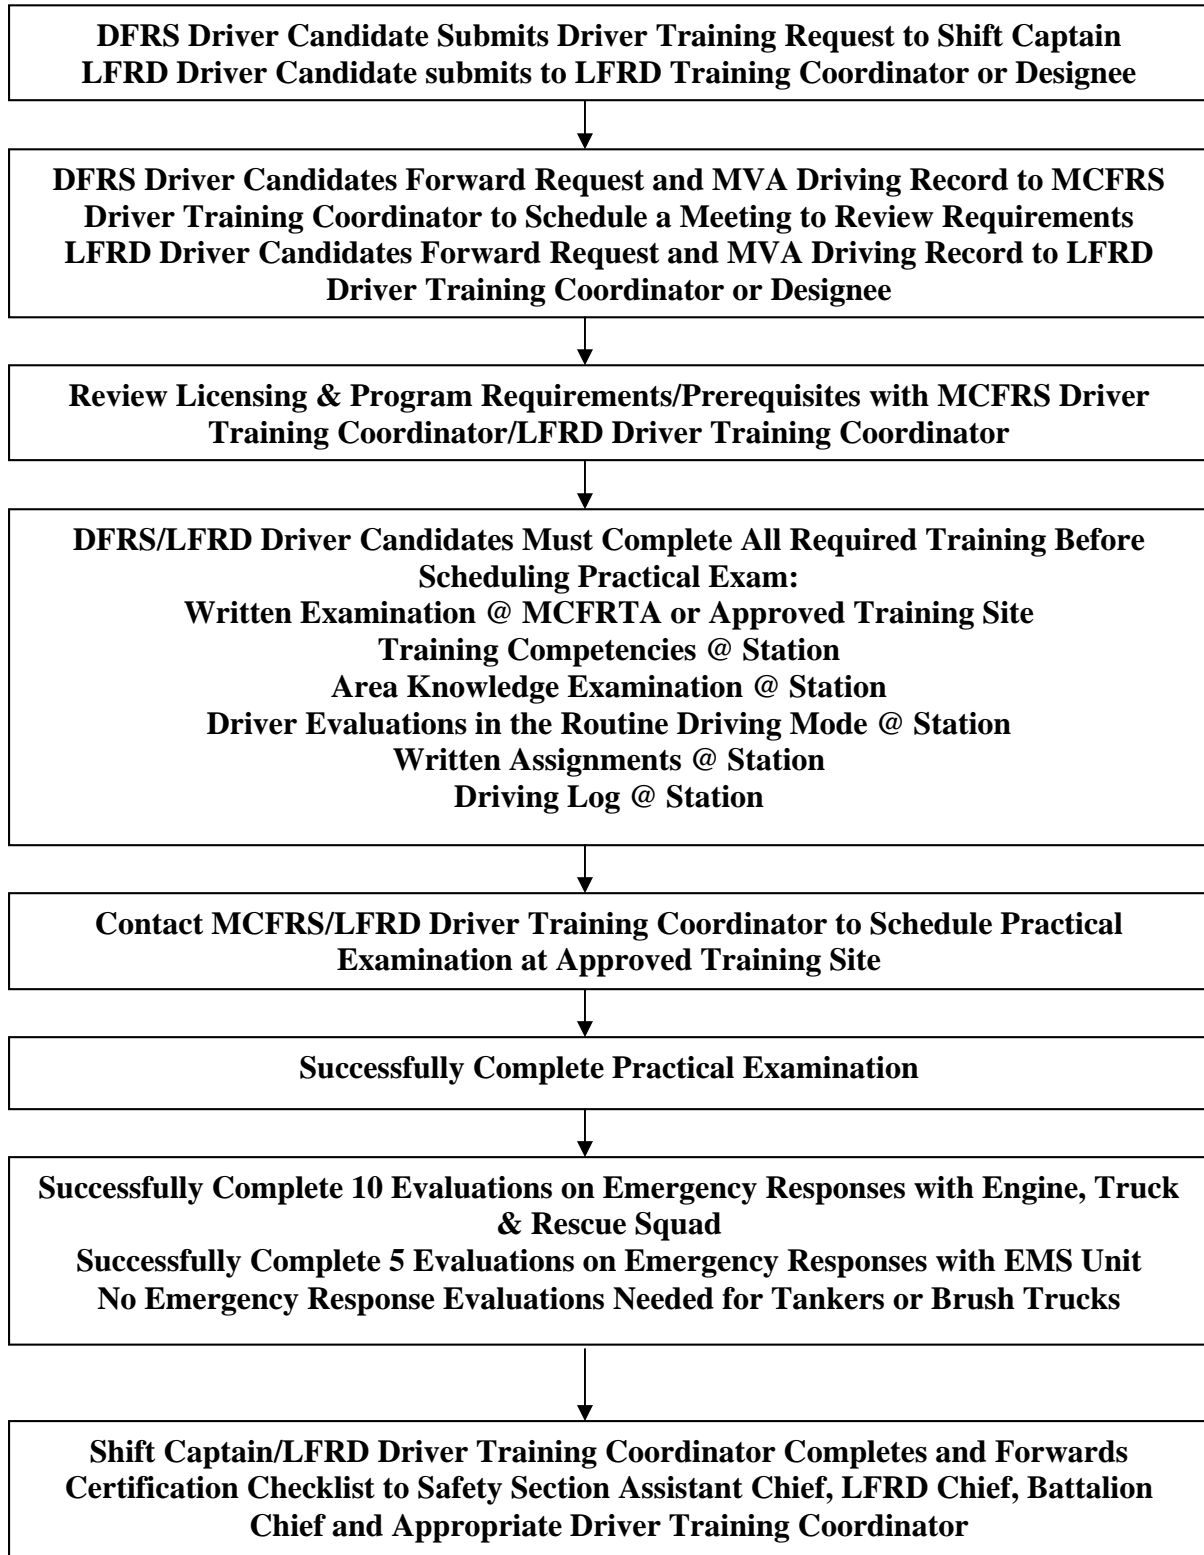 DFRS Driver Candidate Submits Driver Training Request to Shift Captain
LFRD Driver Candidate submits to LFRD Training Coordinator or Designee
DFRS Driver Candidates Forward Request and MVA Driving Record to MCFRS
Driver Training Coordinator to Schedule a Meeting to Review Requirements
LFRD Driver Candidates Forward Request and MVA Driving Record to LFRD
Driver Training Coordinator or Designee
Review Licensing & Program Requirements/Prerequisites with MCFRS Driver
Training Coordinator/LFRD Driver Training Coordinator
DFRS/LFRD Driver Candidates Must Complete All Required Training Before
Scheduling Practical Exam:
Written Examination @ MCFRTA or Approved Training Site
Training Competencies @ Station
Area Knowledge Examination @ Station
Driver Evaluations in the Routine Driving Mode @ Station
Written Assignments @ Station
Driving Log @ Station
Contact MCFRS/LFRD Driver Training Coordinator to Schedule Practical
Examination at Approved Training Site
Successfully Complete Practical Examination
Successfully Complete 10 Evaluations on Emergency Responses with Engine, Truck
& Rescue Squad
Successfully Complete 5 Evaluations on Emergency Responses with EMS Unit
No Emergency Response Evaluations Needed for Tankers or Brush Trucks
Shift Captain/LFRD Driver Training Coordinator Completes and Forwards
Certification Checklist to Safety Section Assistant Chief, LFRD Chief, Battalion
Chief and Appropriate Driver Training Coordinator